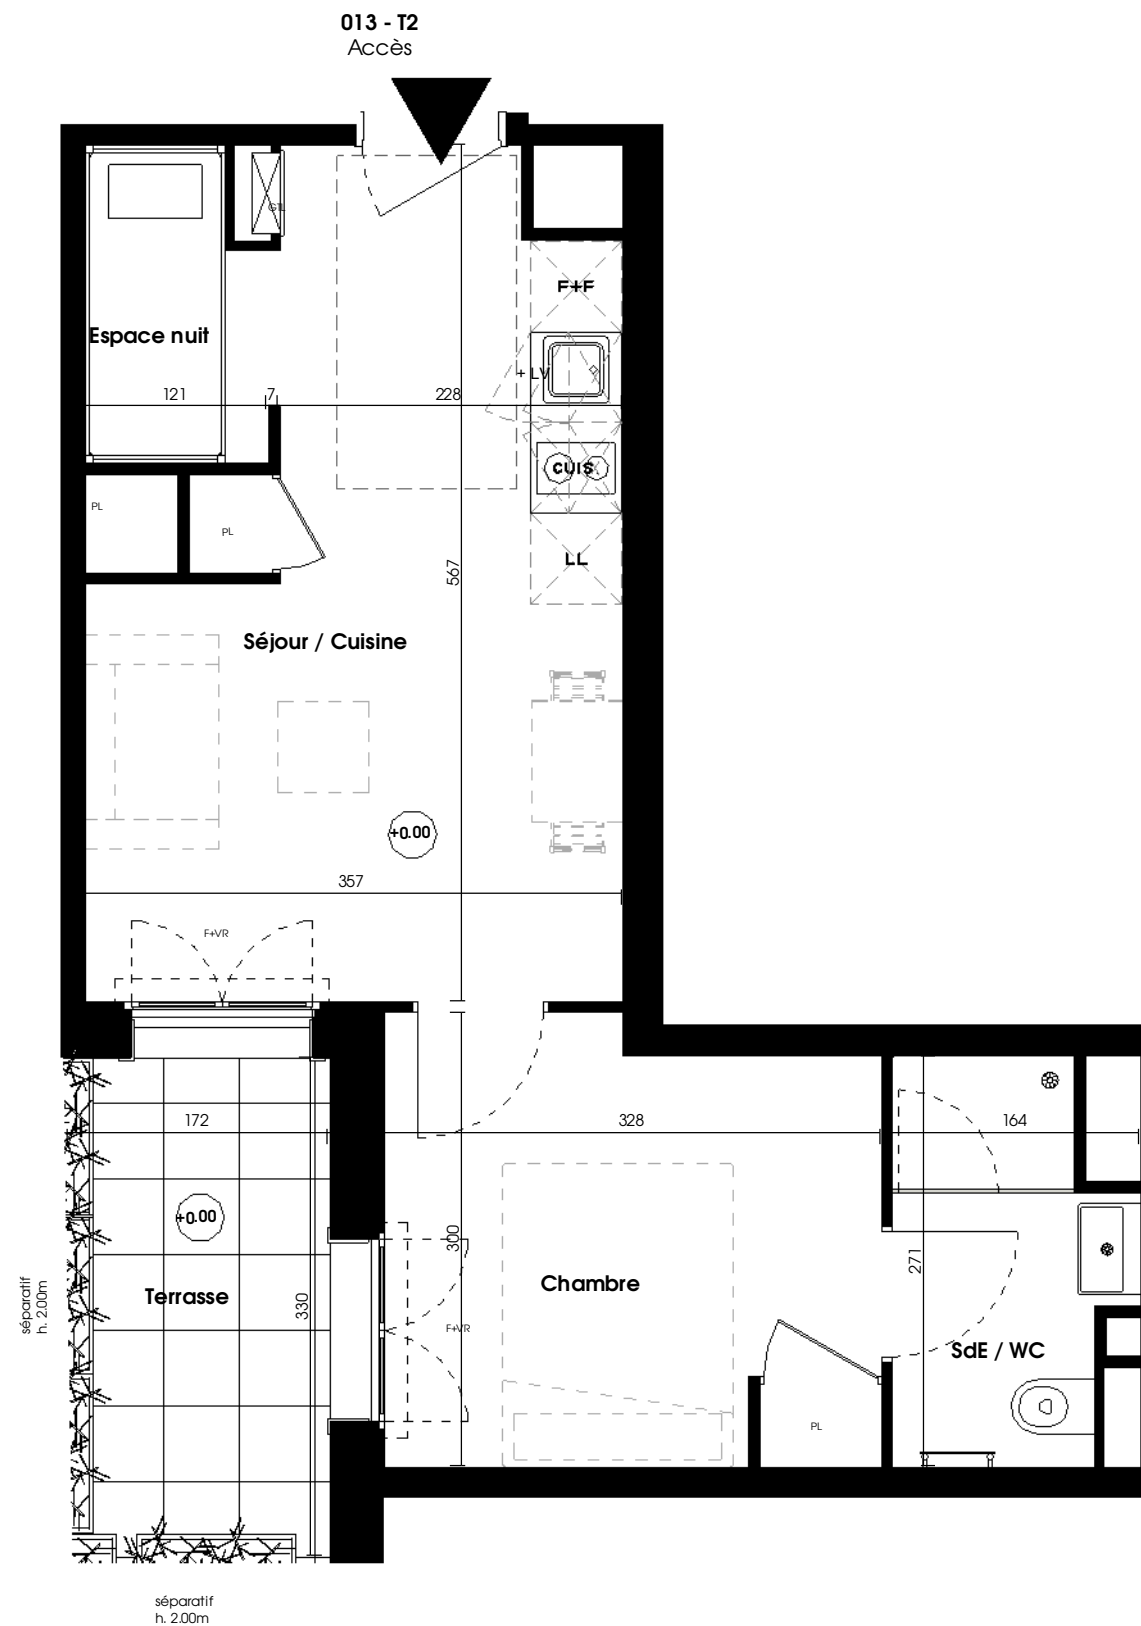 013 - T2
Accès
GTL
F+F
Espace nuit
+ LV
121
7
228
CUIS
PL
PL
LL
567
Séjour / Cuisine
+0.00
357
F+VR
172
328
164
+0.00
300
271
séparatif
h. 2.00m
Terrasse
330
Chambre
F+VR
SdE / WC
PL
séparatif
h. 2.00m